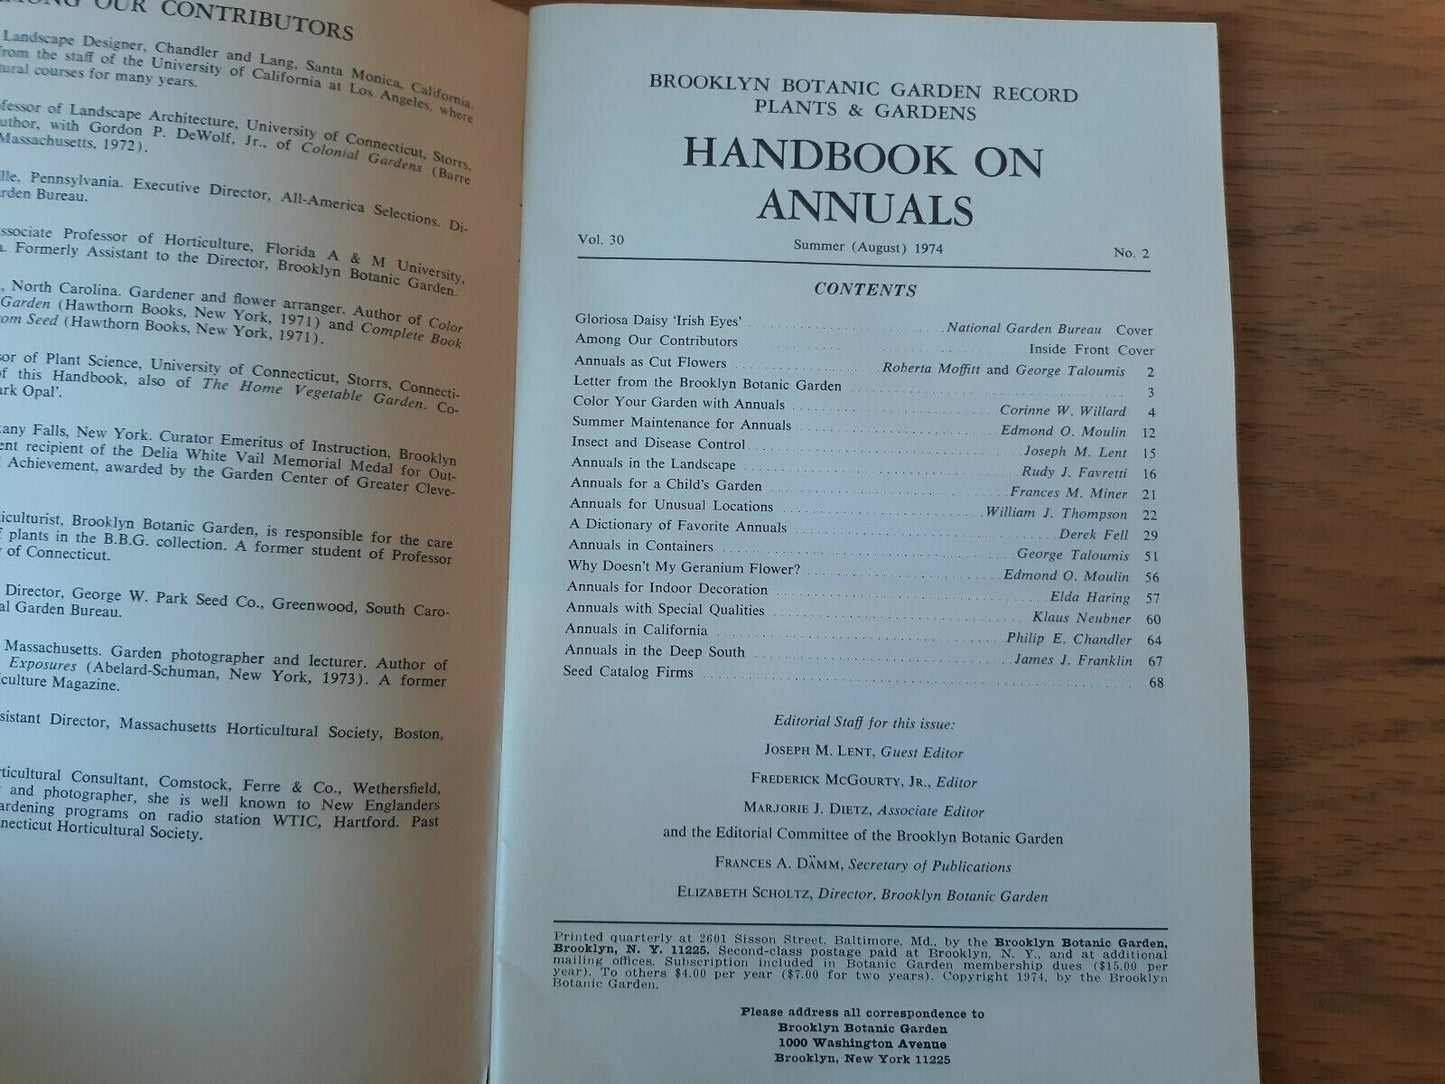 MONG OUR CONTRIBUTORS
Landscape Designer, Chandler and Lang, Santa Monica, California.
from the staff of the University of California at Los Angeles, where
tural courses for many years.
fessor of Landscape Architecture, University of Connecticut, Storrs.
uthor, with Gordon P. DeWolf, Jr., of Colonial Gardens (Barre
Massachusetts, 1972).
lle, Pennsylvania. Executive Director, All-America Selections. Di-
rden Bureau.
ssociate Professor of Horticulture, Florida A & M University,
a. Formerly Assistant to the Director, Brooklyn Botanic Garden.
, North Carolina. Gardener and flower arranger. Author of Color
Garden (Hawthorn Books, New York, 1971) and Complete Book
om Seed (Hawthorn Books, New York, 1971).
sor of Plant Science, University of Connecticut, Storrs, Connecti-
of this Handbook, also of The Home Vegetable Garden. Co-
ark Opal'.
tany Falls, New York. Curator Emeritus of Instruction, Brooklyn
ent recipient of the Delia White Vail Memorial Medal for Out-
l Achievement, awarded by the Garden Center of Greater Cleve-
iculturist, Brooklyn Botanic Garden, is responsible for the care
f plants in the B.B.G. collection. A former student of Professor
y of Connecticut.
Director, George W. Park Seed Co., Greenwood, South Caro-
al Garden Bureau.
Massachusetts. Garden photographer and lecturer. Author of
Exposures (Abelard-Schuman, New York, 1973). A former
iculture Magazine.
sistant Director, Massachusetts Horticultural Society, Boston,
rticultural Consultant, Comstock, Ferre & Co., Wethersfield,
and photographer, she is well known to New Englanders
ardening programs on radio station WTIC, Hartford. Past
nnecticut Horticultural Society.
BROOKLYN BOTANIC GARDEN RECORD
PLANTS & GARDENS
HANDBOOK ON
ANNUALS
Vol. 30 Summer (August) 1974 No. 2
CONTENTS
Gloriosa Daisy 'Irish Eyes' National Garden Bureau Cover
Among Our Contributors Inside Front Cover
Annuals as Cut Flowers Roberta Moffitt and George Taloumis 2
Letter from the Brooklyn Botanic Garden 3
Color Your Garden with Annuals Corinne W. Willard 4
Summer Maintenance for Annuals Edmond O. Moulin 12
Insect and Disease Control Joseph M. Lent 15
Annuals in the Landscape Rudy J. Favretti 16
Annuals for a Child's Garden Frances M. Miner 21
Annuals for Unusual Locations William J. Thompson 22
A Dictionary of Favorite Annuals Derek Fell 29
Annuals in Containers George Taloumis 51
Why Doesn't My Geranium Flower? Edmond O. Moulin 56
Annuals for Indoor Decoration Elda Haring 57
Annuals with Special Qualities Klaus Neubner 60
Annuals in California Philip E. Chandler 64
Annuals in the Deep South James J. Franklin 67
Seed Catalog Firms 68
Editorial Staff for this issue:
JOSEPH M. LENT, Guest Editor
FREDERICK MCGOURTY, JR., Editor
MARJORIE J. DIETZ, Associate Editor
and the Editorial Committee of the Brooklyn Botanic Garden
FRANCES A. DÄMM, Secretary of Publications
ELIZABETH SCHOLTZ, Director, Brooklyn Botanic Garden
Printed quarterly at 2601 Sisson Street, Baltimore, Md., by the Brooklyn Botanic Garden,
Brooklyn, N. Y. 11225. Second-class postage paid at Brooklyn, N. Y., and at additional
mailing offices. Subscription included in Botanic Garden membership dues ($15.00 per
year). To others $4.00 per year ($7.00 for two years). Copyright 1974, by the Brooklyn
Botanic Garden.
Please address all correspondence to
Brooklyn Botanic Garden
1000 Washington Avenue
Brooklyn, New York 11225